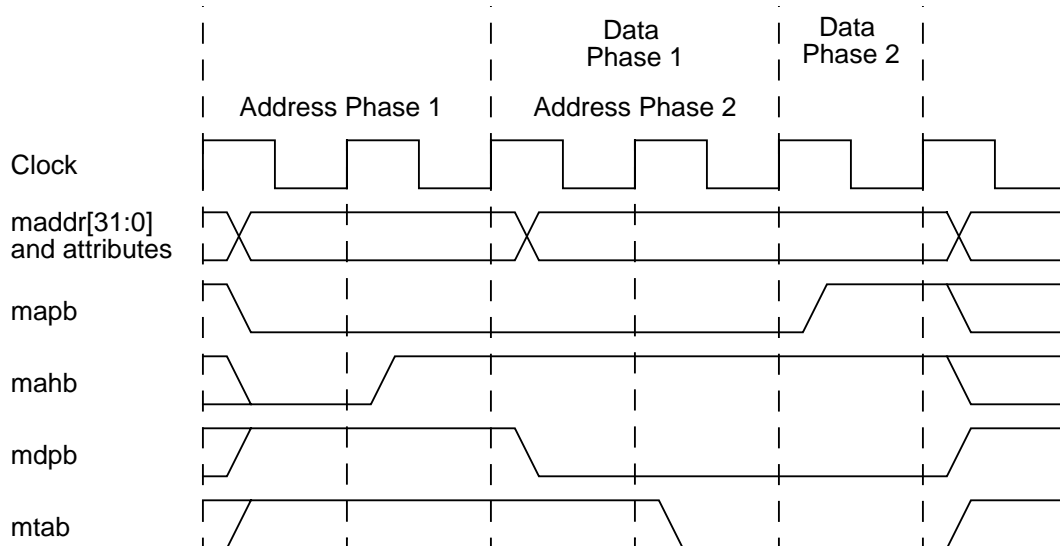 Data
Phase 1
Data
Phase 2
Address Phase 1
Address Phase 2
Clock
maddr[31:0]
and attributes
mapb
mahb
mdpb
mtab